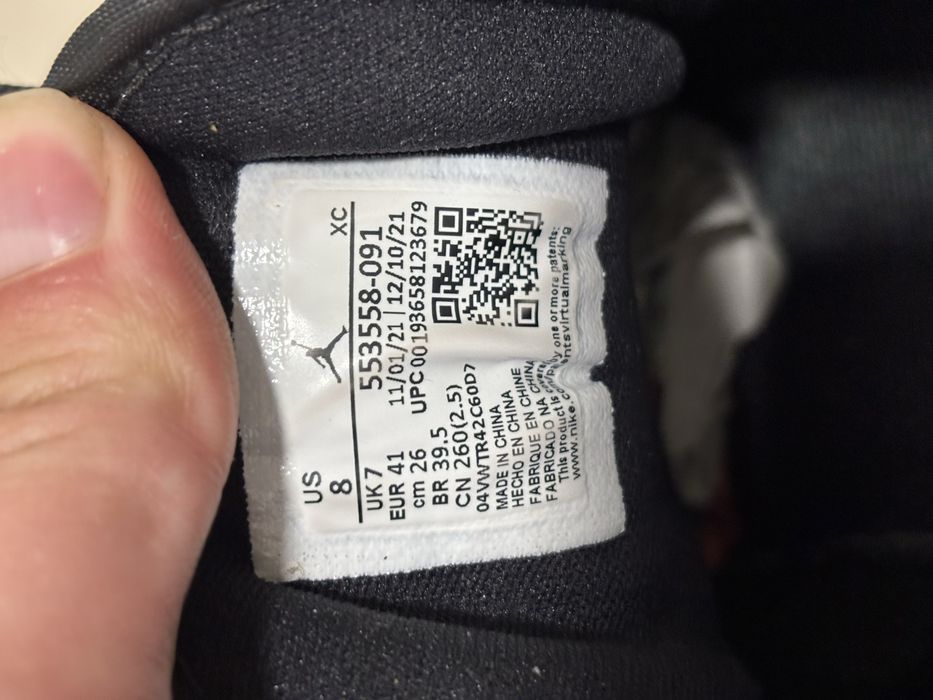 US XC
8
UK 7 553558-091
EUR 41 11/01/21 | 12/10/21
cm 26 UPC 00193658123679
BR 39.5
CN 260(2.5)
04VWTR42C60D7
MADE IN CHINA
HECHO EN CHINA
FABRIQUE EN CHINE
FABRICADO NA CHINA
This product is covered by one or more patents:
www.nike.